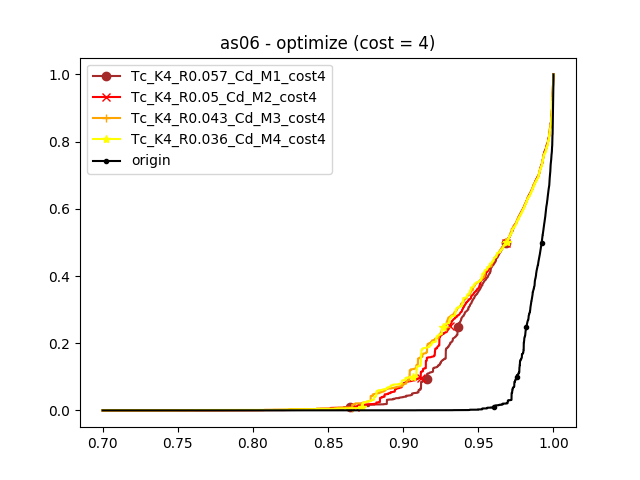 as06 - optimize (cost = 4)
Tc_K4_R0.057_Cd_M1_cost4
Tc_K4_R0.05_Cd_M2_cost4
Tc_K4_R0.043_Cd_M3_cost4
Tc_K4_R0.036_Cd_M4_cost4
origin
1.0
0.8
0.6
0.4
0.2
0.0
0.70 0.75 0.80 0.85 0.90 0.95 1.00